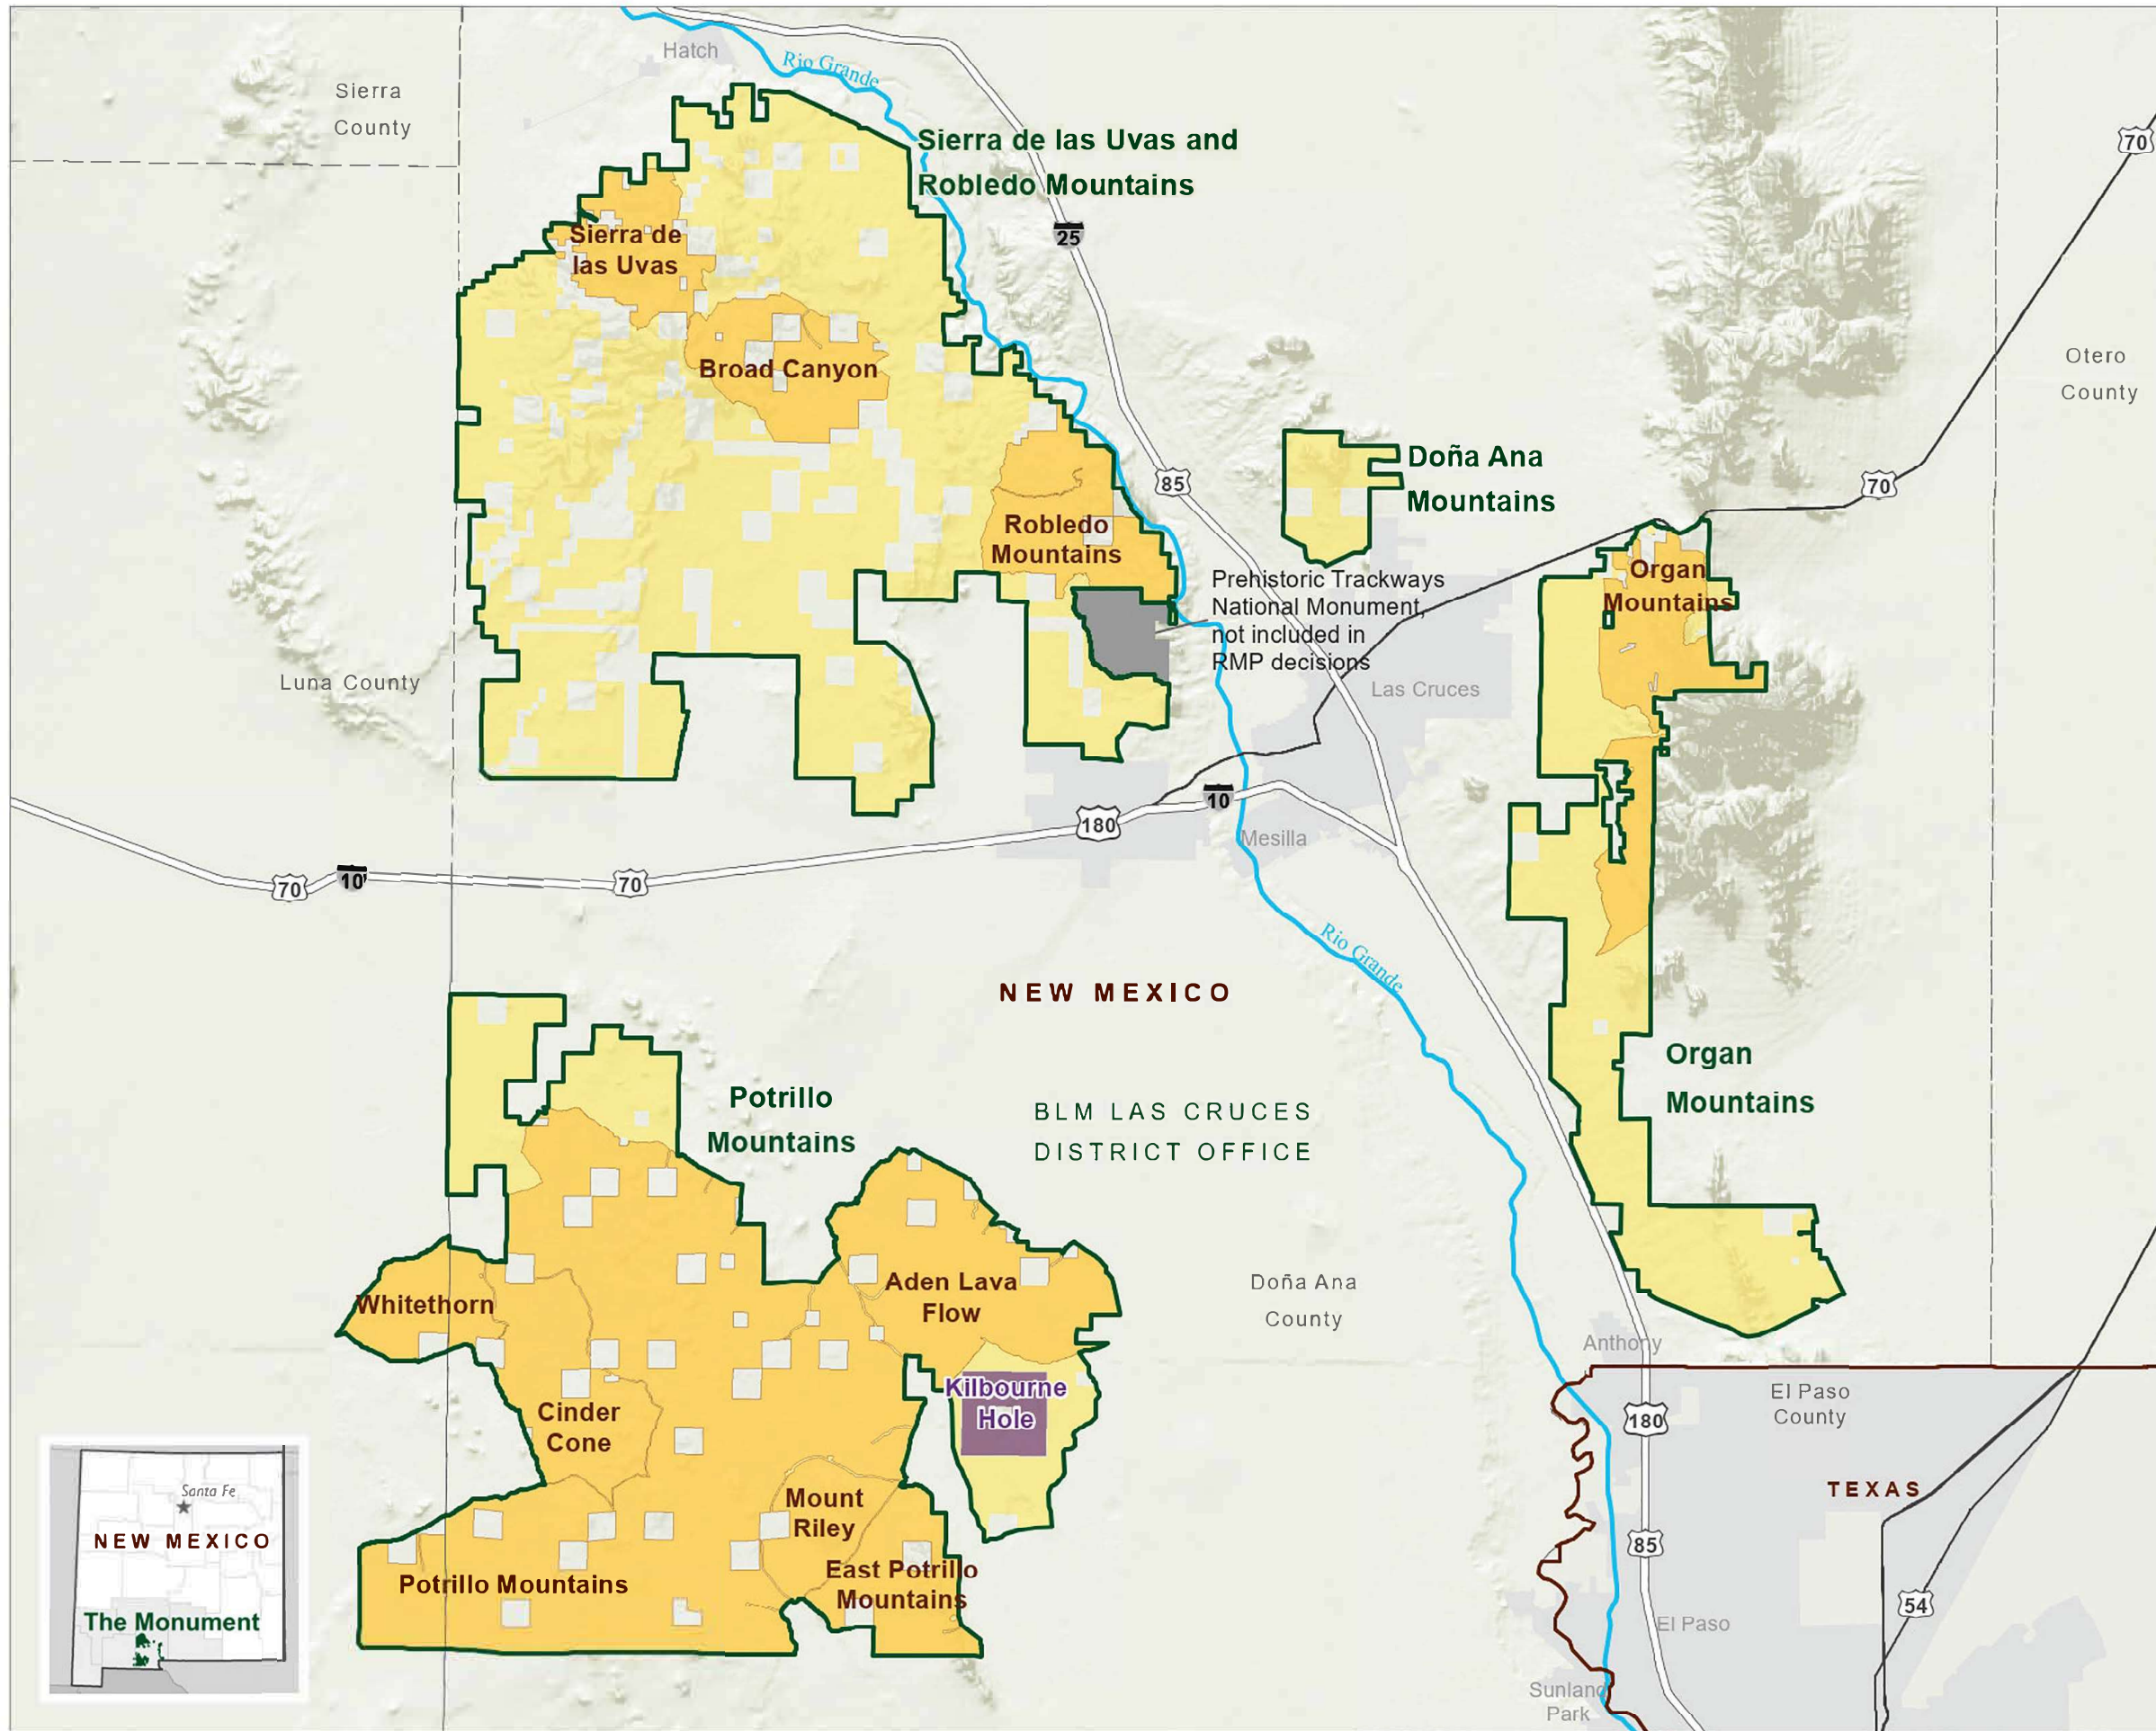 Hatch
Rio Grande
Sierra
County
70
Sierra de las Uvas and
Robledo Mountains
25
Sierra de
las Uvas
Broad Canyon
Otero
County
85
Doña Ana
Mountains
70
Robledo
Mountains
Organ
Mountains
Prehistoric Trackways
National Monument,
not included in
RMP decisions
Luna County
Las Cruces
10
180
Mesilla
70
10
70
Rio Grande
NEW MEXICO
Organ
Mountains
Potrillo
Mountains
BLM LAS CRUCES
DISTRICT OFFICE
Aden Lava
Flow
Doña Ana
County
Whitethorn
Anthony
Kilbourne
Hole
El Paso
County
Cinder
Cone
180
TEXAS
Mount
Riley
85
East Potrillo
Mountains
Potrillo Mountains
54
El Paso
Sunland
Park
Santa Fe
NEW MEXICO
The Monument